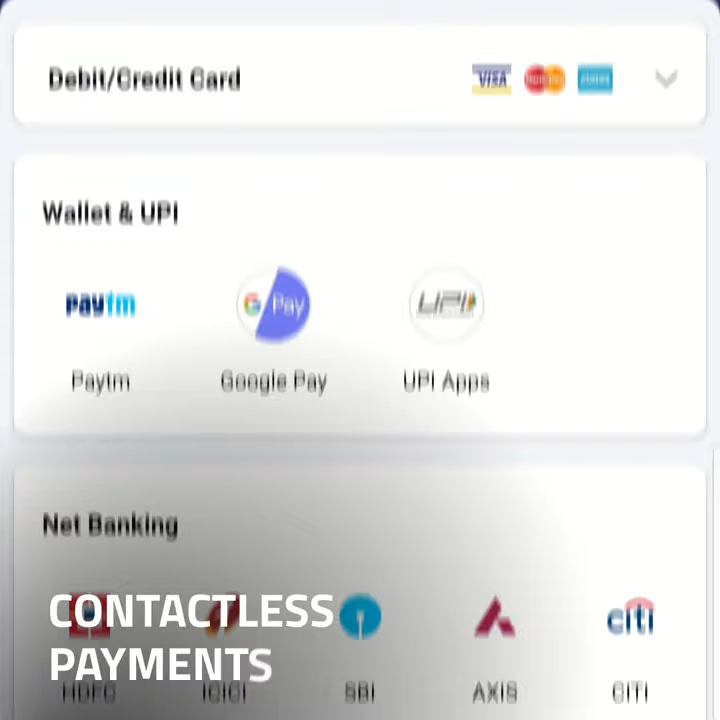 Debit/Credit Card VISA
Wallet & UPI
paytm G Pay UPI
Paytm Google Pay UPI Apps
Net Banking
CONTACTLESS
citi
PAYMENTS
HDFC ICICI SBI AXIS CITI